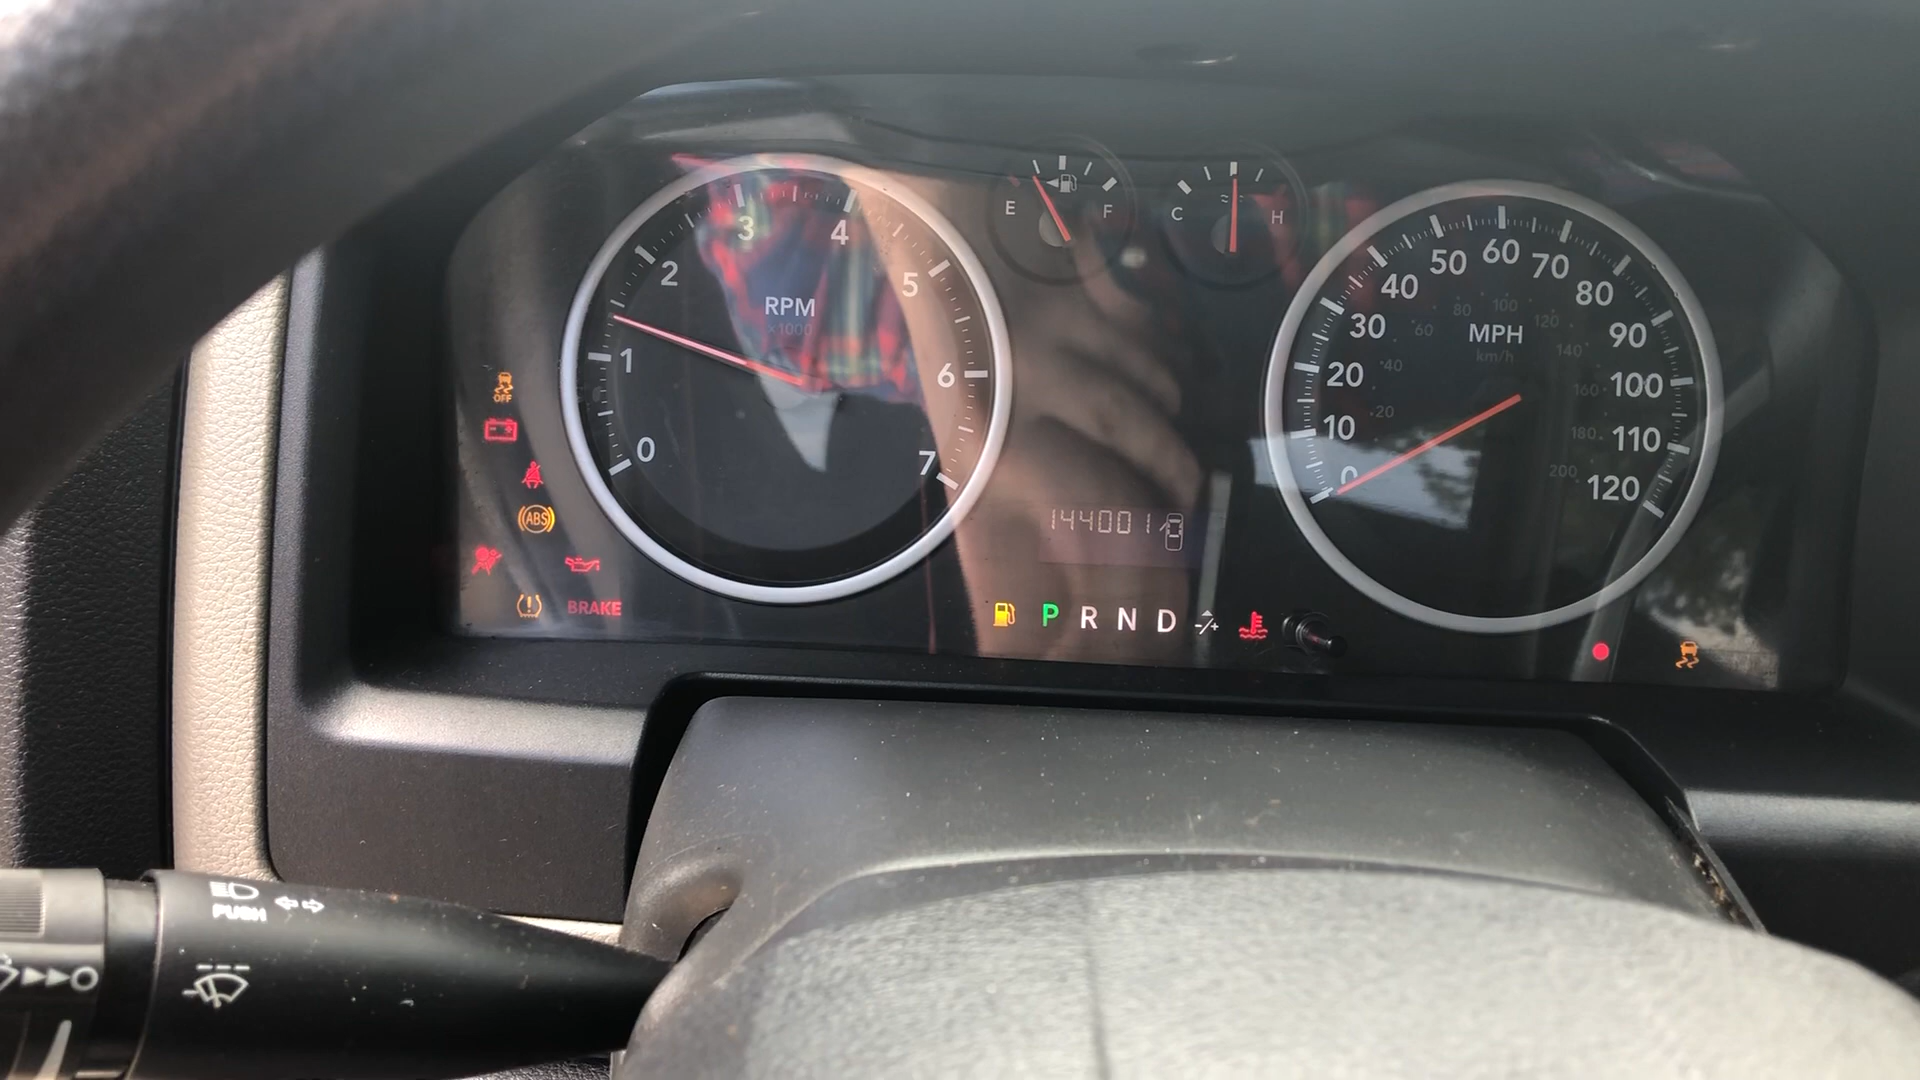 3 4
2 5
RPM
x1000
1 6
0 7
E F
C H
60
50 70
40 80
80 100 120
30 MPH 90
60 km/h 140
20 40 160 100
10 20 180 110
0 200 120
OFF
ABS
BRAKE
144001
P R N D -/+
PUSH